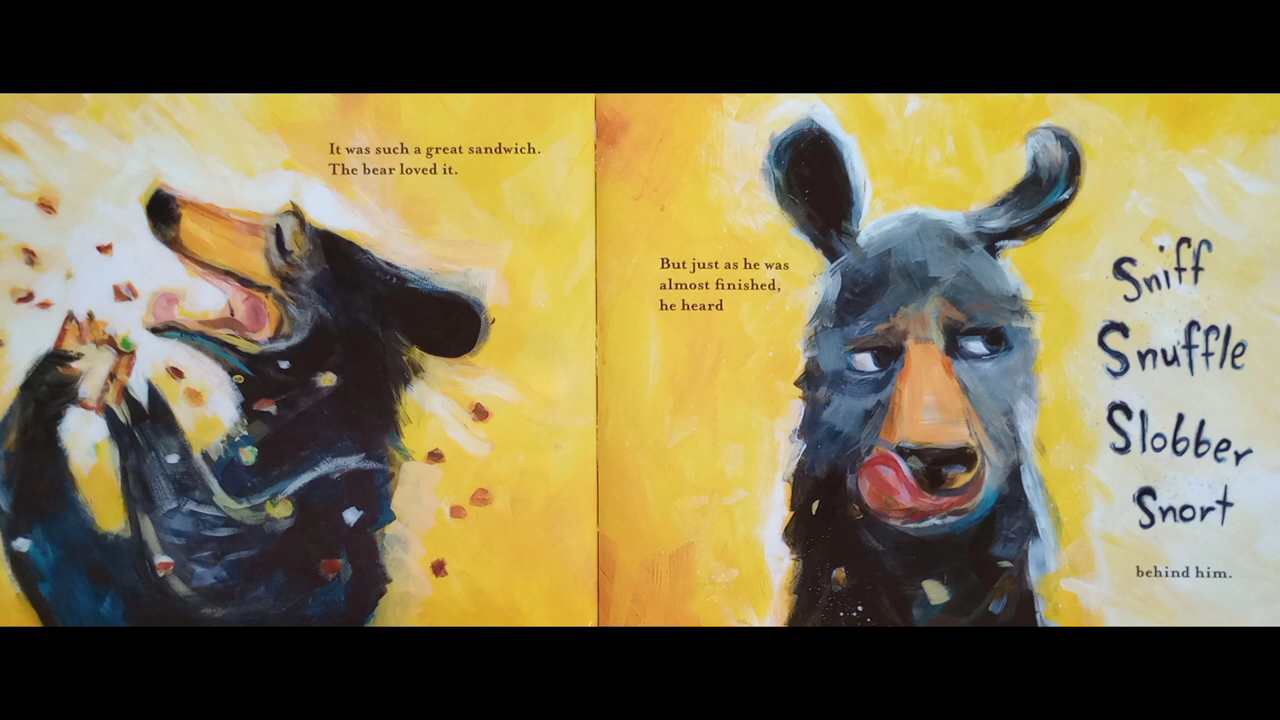 It was such a great sandwich.
The bear loved it.
But just as he was
almost finished,
he heard
Sniff
Snuffle
Slobber
Snort
behind him.